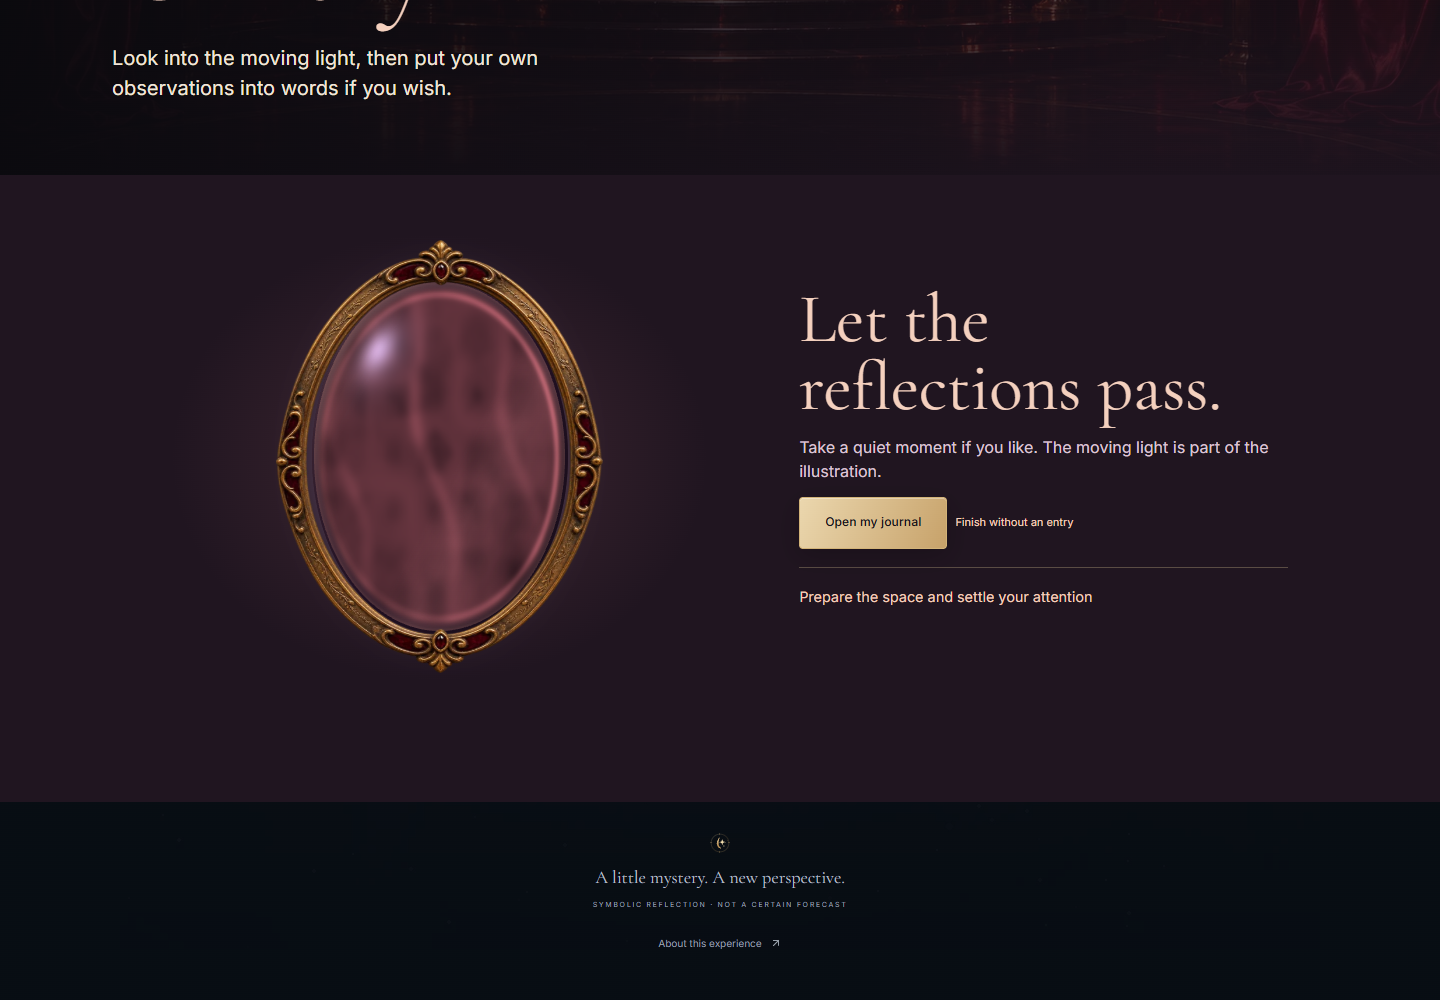 Look into the moving light, then put your own
observations into words if you wish.
Let the
reflections pass.
Take a quiet moment if you like. The moving light is part of the
illustration.
Open my journal
Finish without an entry
Prepare the space and settle your attention
A little mystery. A new perspective.
SYMBOLIC REFLECTION · NOT A CERTAIN FORECAST
About this experience